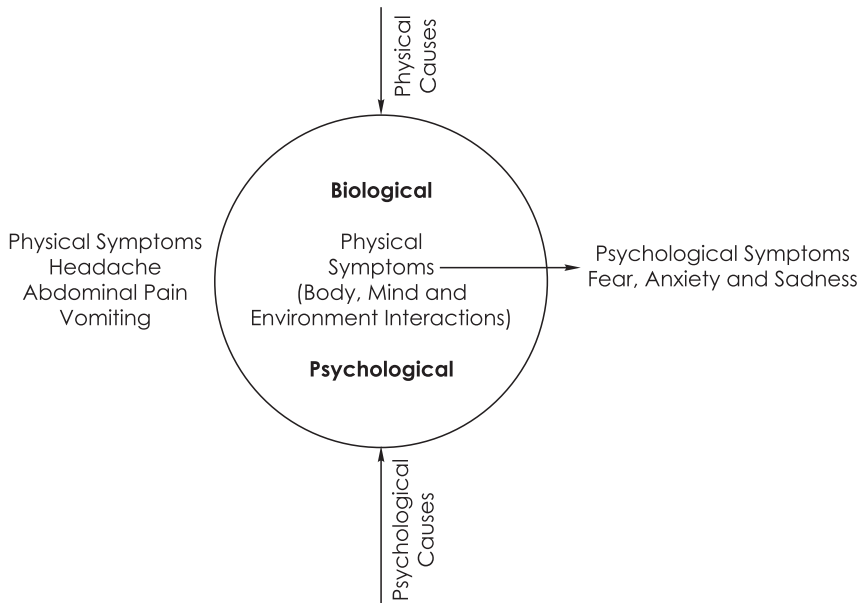 Physical
Causes
Biological
Physical Symptoms
Headache
Abdominal Pain
Vomiting
Physical
Symptoms
(Body, Mind and
Environment Interactions)
Psychological Symptoms
Fear, Anxiety and Sadness
Psychological
Psychological
Causes